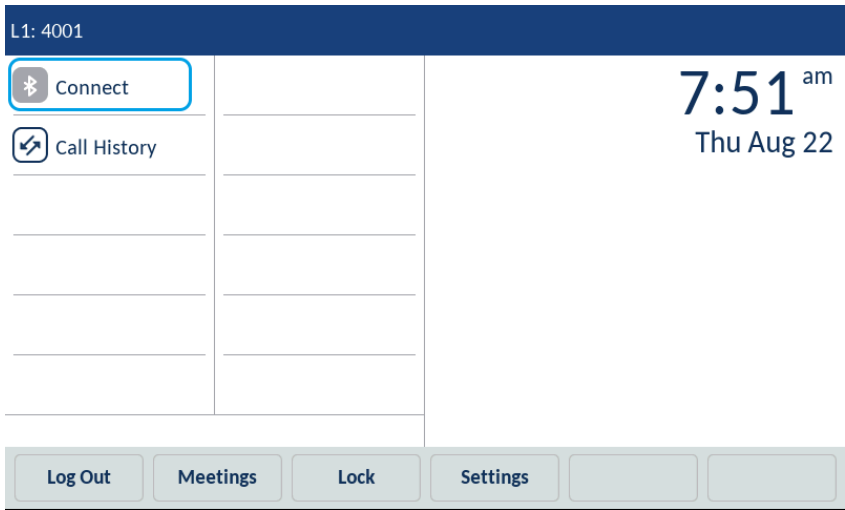 L1: 4001
Connect
Call History
7:51 am
Thu Aug 22
Log Out
Meetings
Lock
Settings